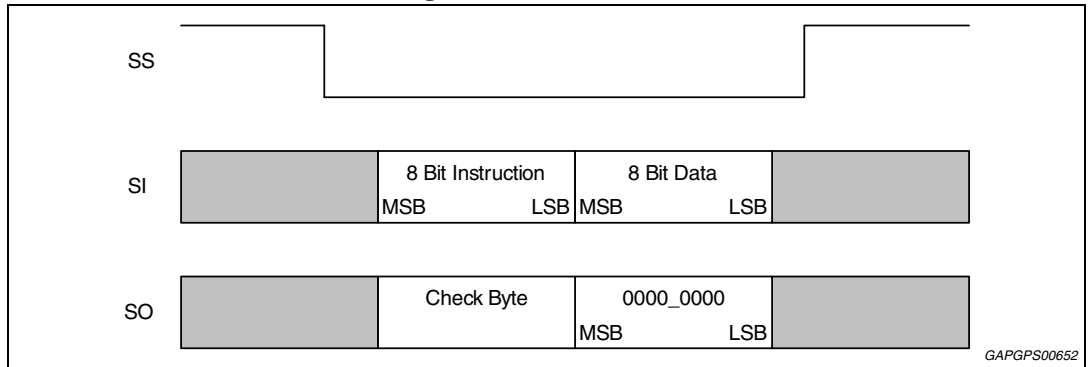 SS
SI
8 Bit Instruction 8 Bit Data
MSB LSB MSB LSB
SO
Check Byte 0000_0000
MSB LSB
GAPGPS00652